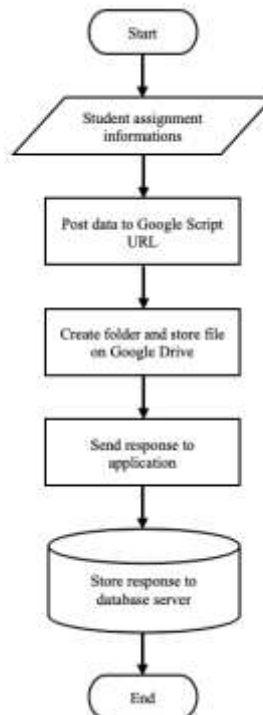 Start
Student assignment
informations
Post data to Google Script
URL
Create folder and store file
on Google Drive
Send response to
application
Store response to
database server
End